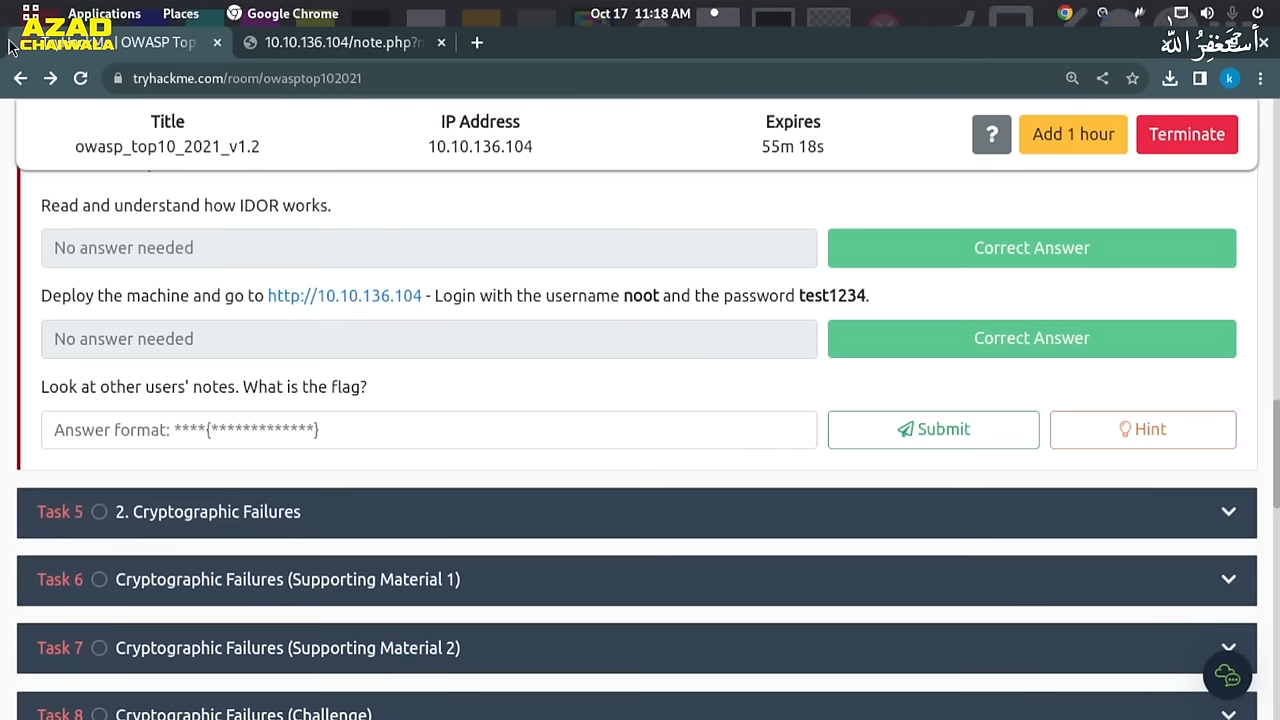 Applications Places Google Chrome Oct 17 11:18 AM
AZAD
CHAIWALA
OWASP Top
10.10.136.104/note.php?n
أستغفر الله
tryhackme.com/room/owasptop102021
k
Title IP Address Expires
owasp_top10_2021_v1.2 10.10.136.104 55m 18s
? Add 1 hour Terminate
Read and understand how IDOR works.
No answer needed Correct Answer
Deploy the machine and go to http://10.10.136.104 - Login with the username noot and the password test1234.
No answer needed Correct Answer
Look at other users' notes. What is the flag?
Answer format: ****{*************} Submit Hint
Task 5 2. Cryptographic Failures
Task 6 Cryptographic Failures (Supporting Material 1)
Task 7 Cryptographic Failures (Supporting Material 2)
Task 8 Cryptographic Failures (Challenge)